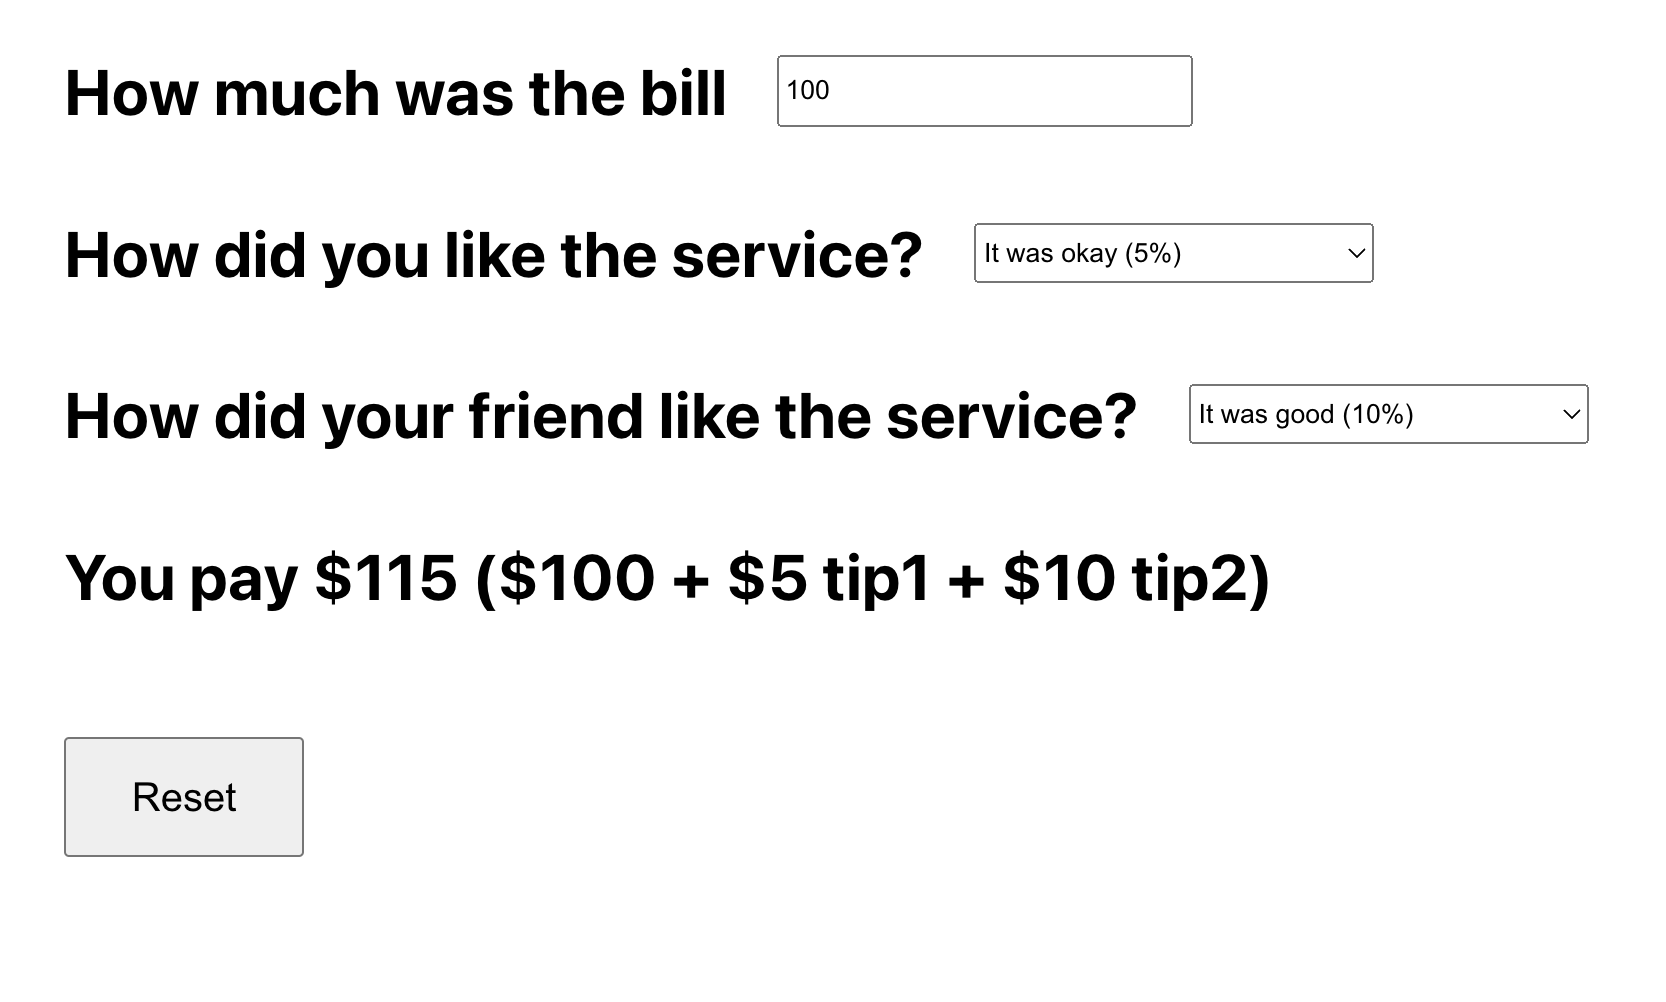 How much was the bill 100
How did you like the service? It was okay (5%)
How did your friend like the service? It was good (10%)
You pay $115 ($100 + $5 tip1 + $10 tip2)
Reset